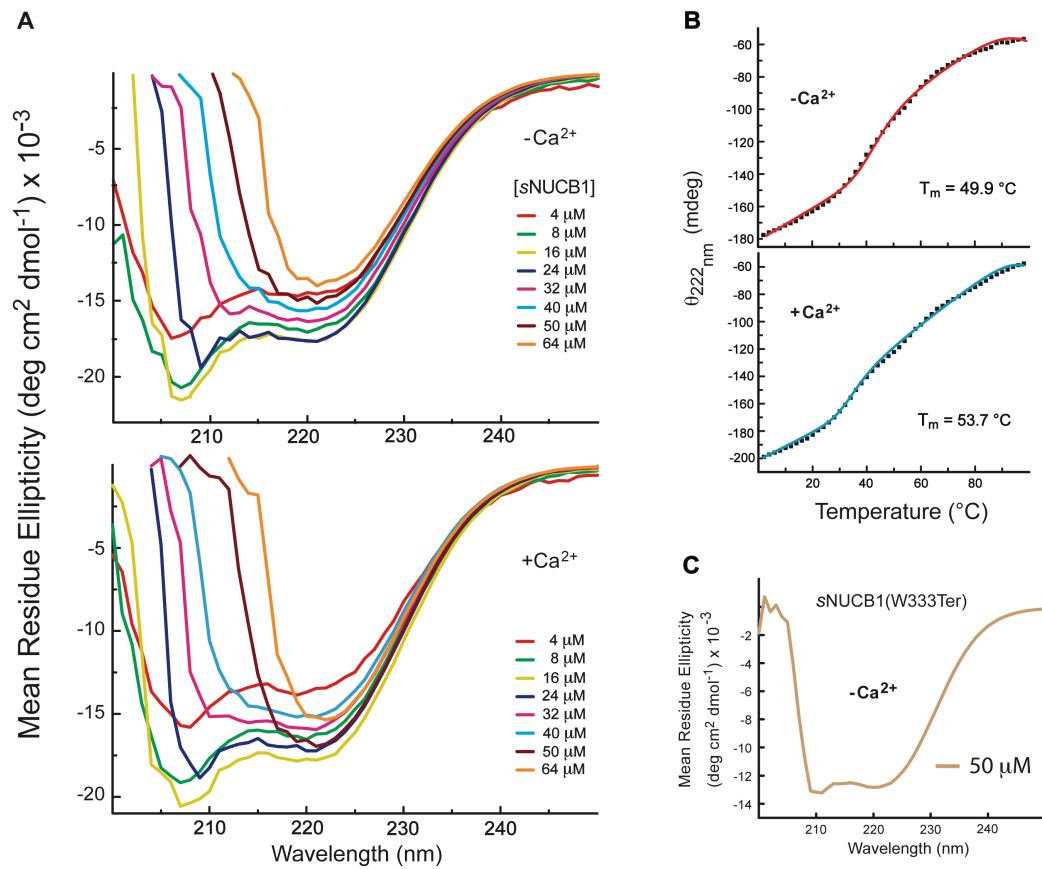 A
Mean Residue Ellipticity (deg cm² dmol⁻¹) x 10⁻³
-5
-10
-15
-20
210 220 230 240
-Ca²⁺
[sNUCB1]
4 µM
8 µM
16 µM
24 µM
32 µM
40 µM
50 µM
64 µM
-5
-10
-15
-20
210 220 230 240
+Ca²⁺
4 µM
8 µM
16 µM
24 µM
32 µM
40 µM
50 µM
64 µM
Wavelength (nm)
B
θ222nm (mdeg)
-60
-80
-100
-120
-140
-160
-180
-Ca²⁺
Tm = 49.9 °C
-60
-80
-100
-120
-140
-160
-180
-200
+Ca²⁺
Tm = 53.7 °C
20 40 60 80
Temperature (°C)
C
Mean Residue Ellipticity
(deg cm² dmol⁻¹) x 10⁻³
-2
-4
-6
-8
-10
-12
-14
sNUCB1(W333Ter)
-Ca²⁺
50 µM
210 220 230 240
Wavelength (nm)